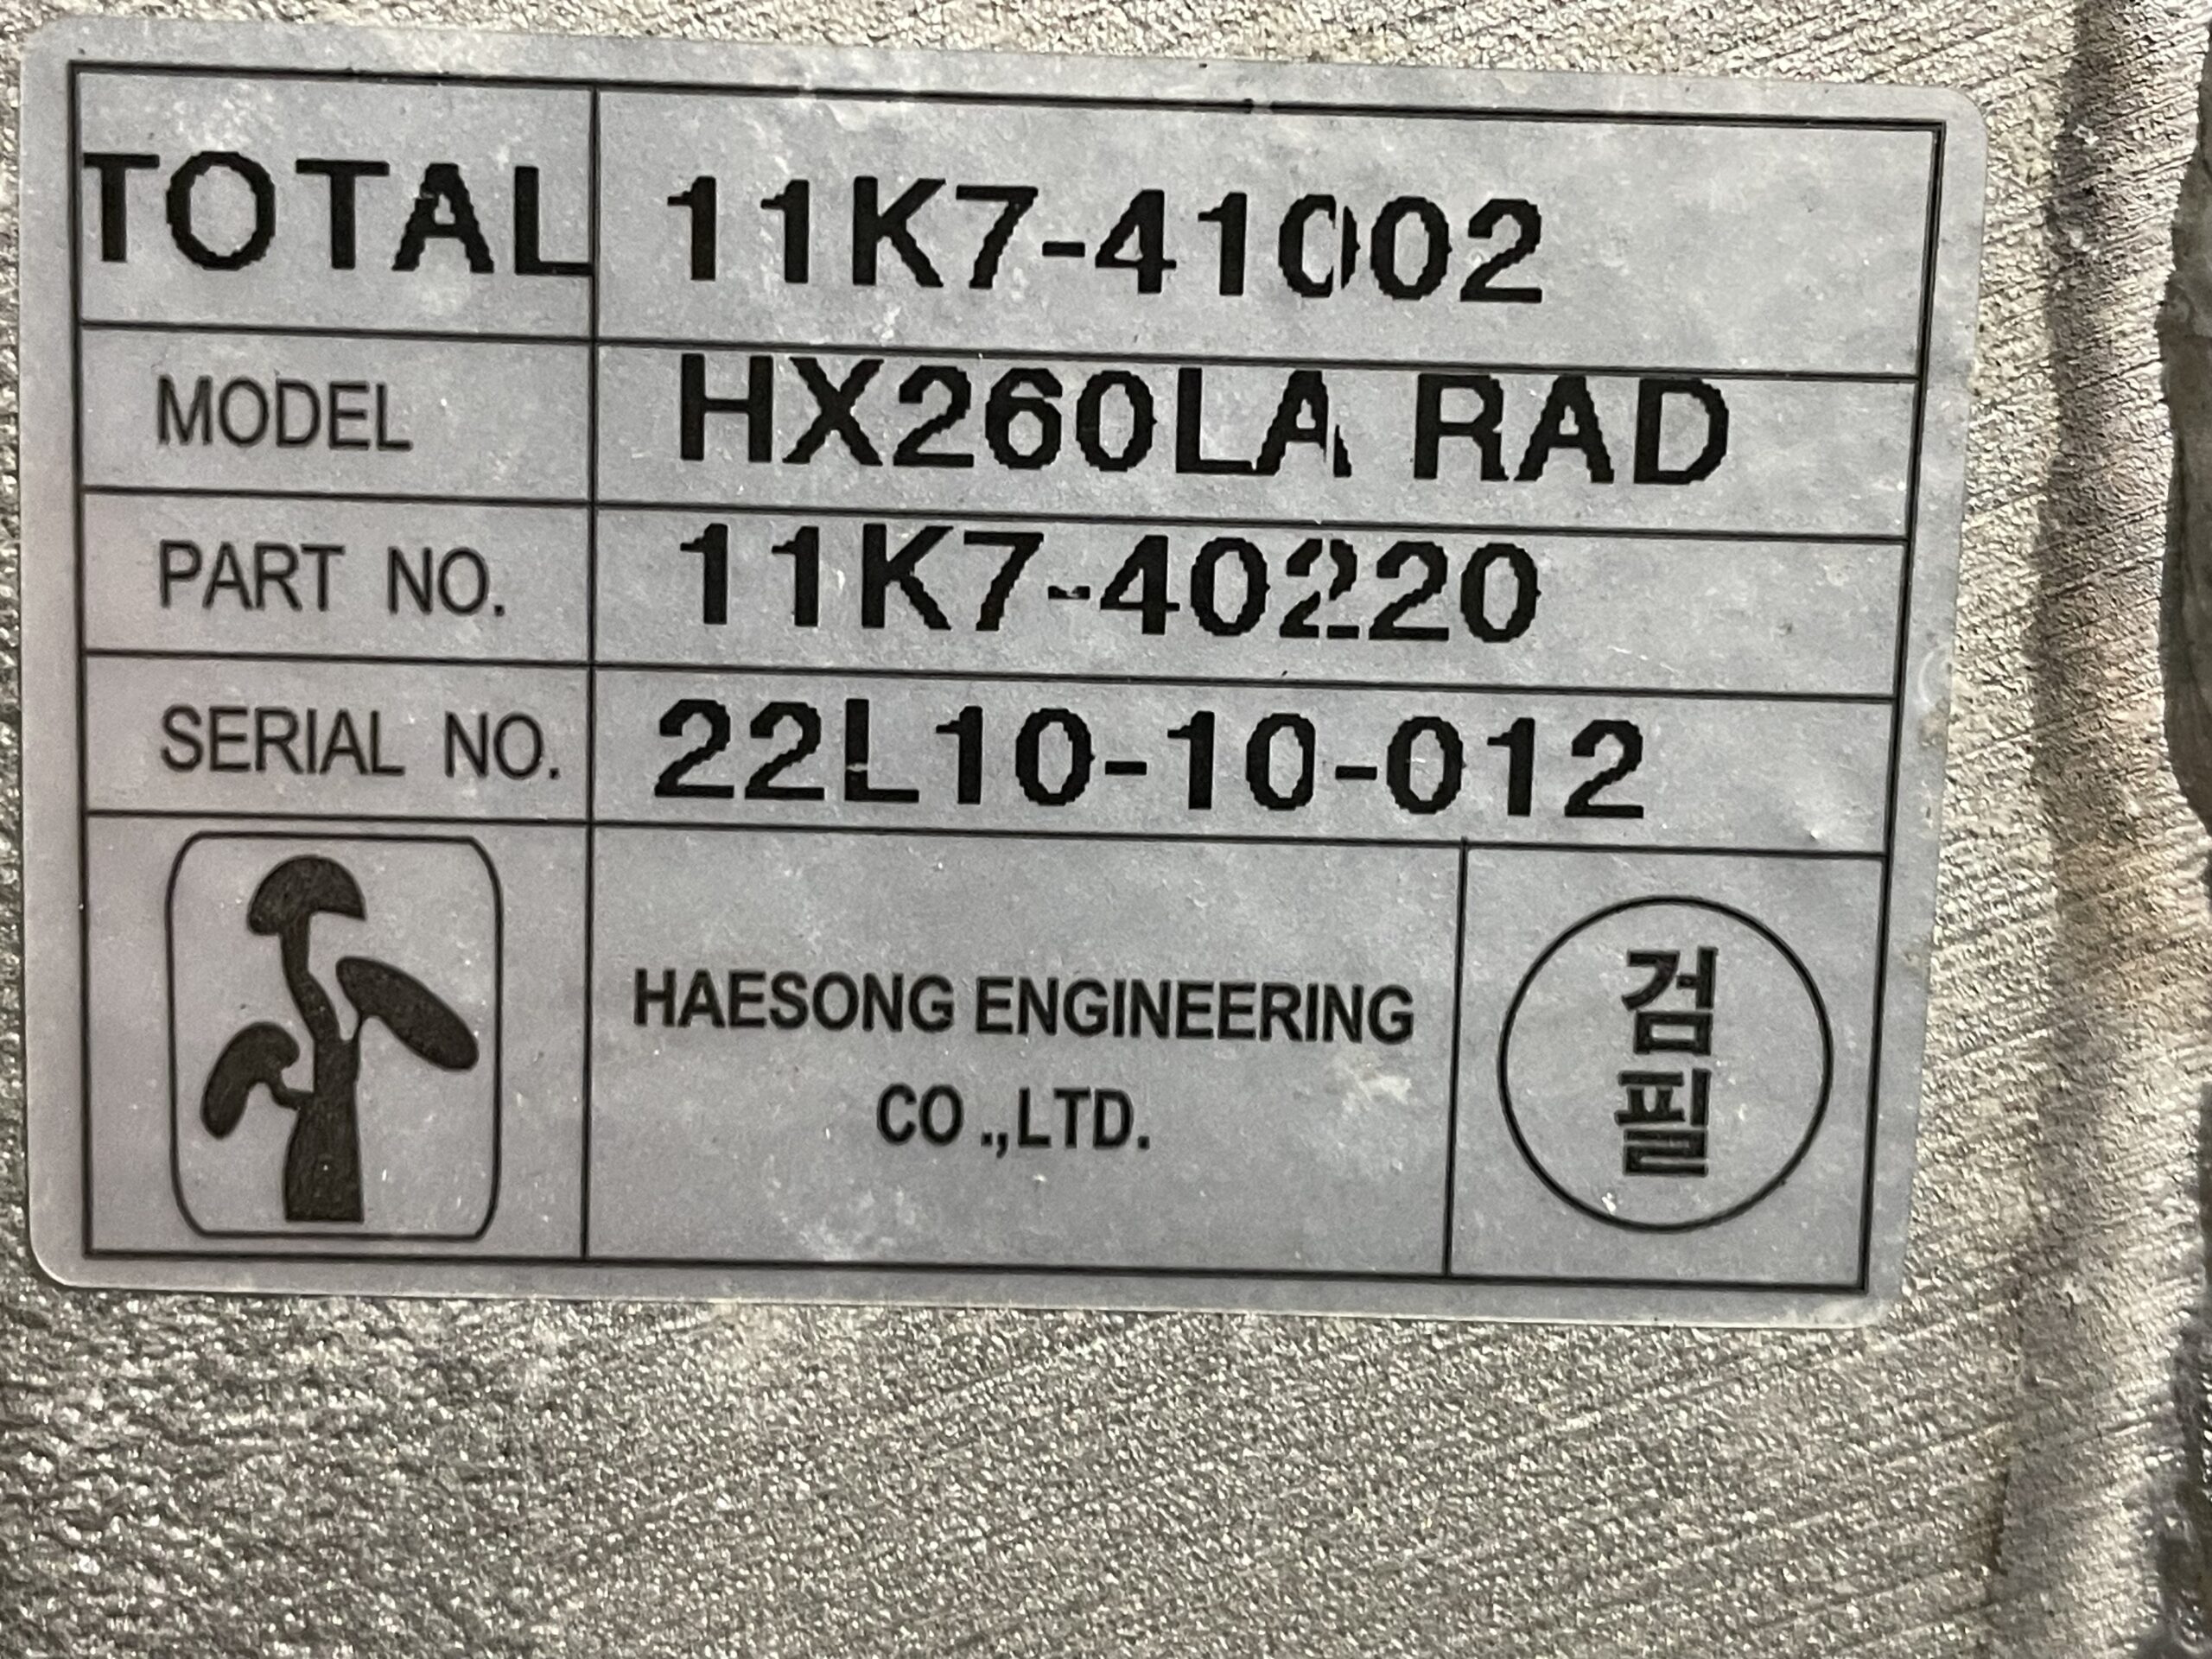 TOTAL 11K7-41002
MODEL HX260LA RAD
PART NO. 11K7-40220
SERIAL NO. 22L10-10-012
HAESONG ENGINEERING
CO.,LTD.
검
필